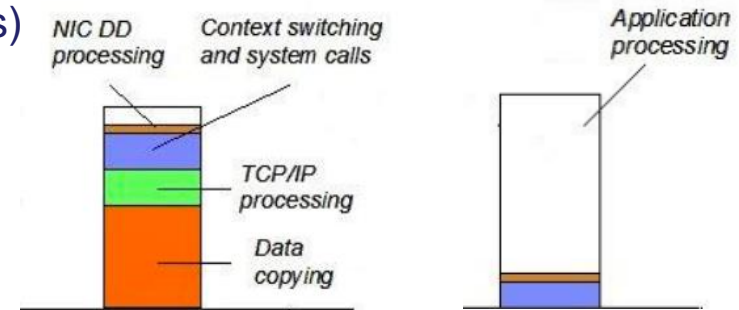 s)
NIC DD
processing
Context switching
and system calls
TCP/IP
processing
Data
copying
Application
processing